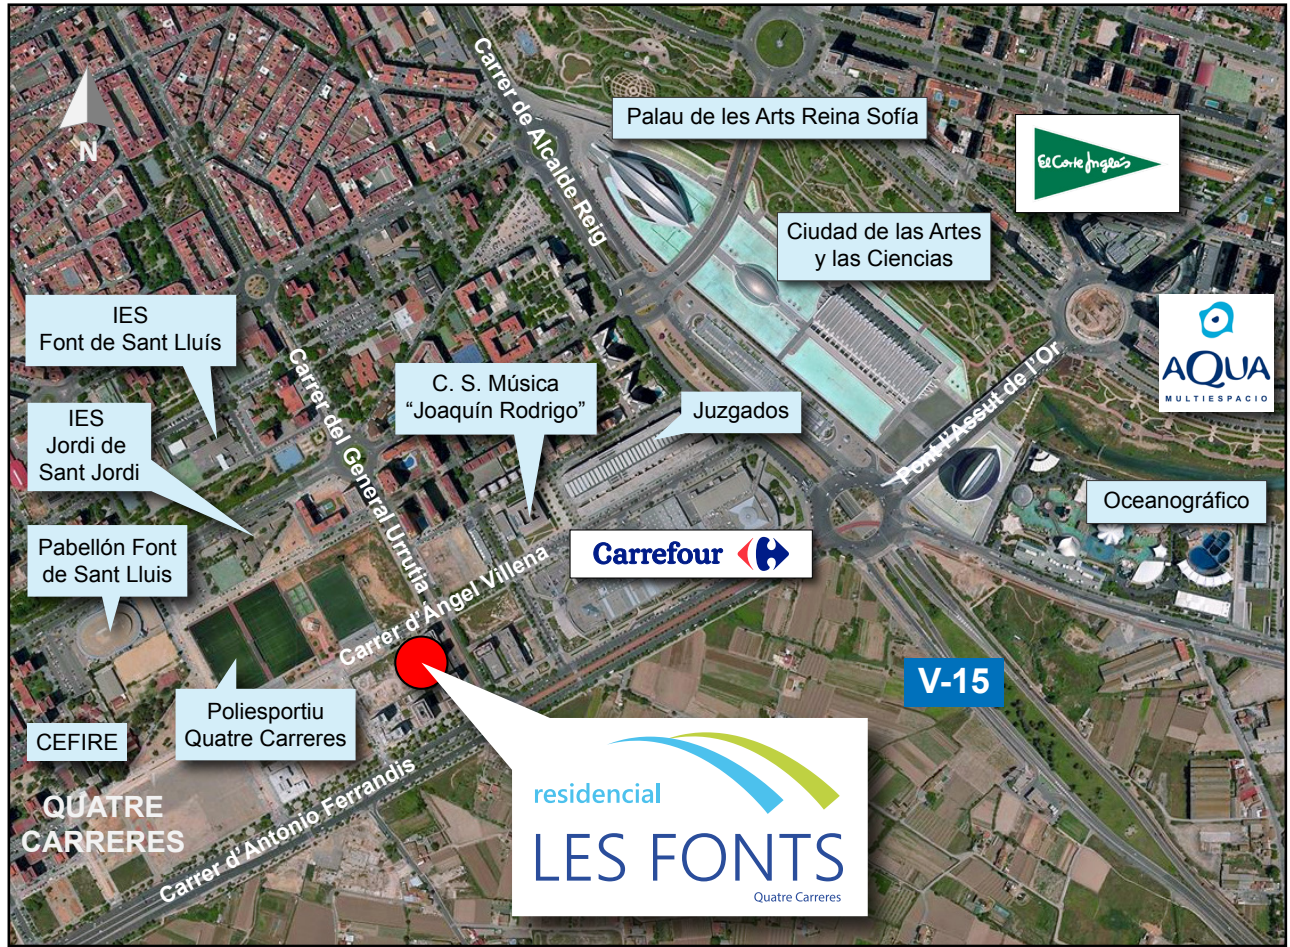 Carrer de Alcalde Reig
Palau de les Arts Reina Sofía
El Corte Inglés
N
Ciudad de las Artes
y las Ciencias
IES
Font de Sant Lluís
AQUA
MULTIESPACIO
Carrer del General Urrutia
C. S. Música
“Joaquín Rodrigo”
Juzgados
Pont l’Assut de l’Or
IES
Jordi de
Sant Jordi
Oceanográfico
Pabellón Font
de Sant Lluis
Carrefour
Carrer d’Angel Villena
V-15
Poliesportiu
Quatre Carreres
CEFIRE
QUATRE
CARRERES
Carrer d’Antonio Ferrandis
residencial
LES FONTS
Quatre Carreres